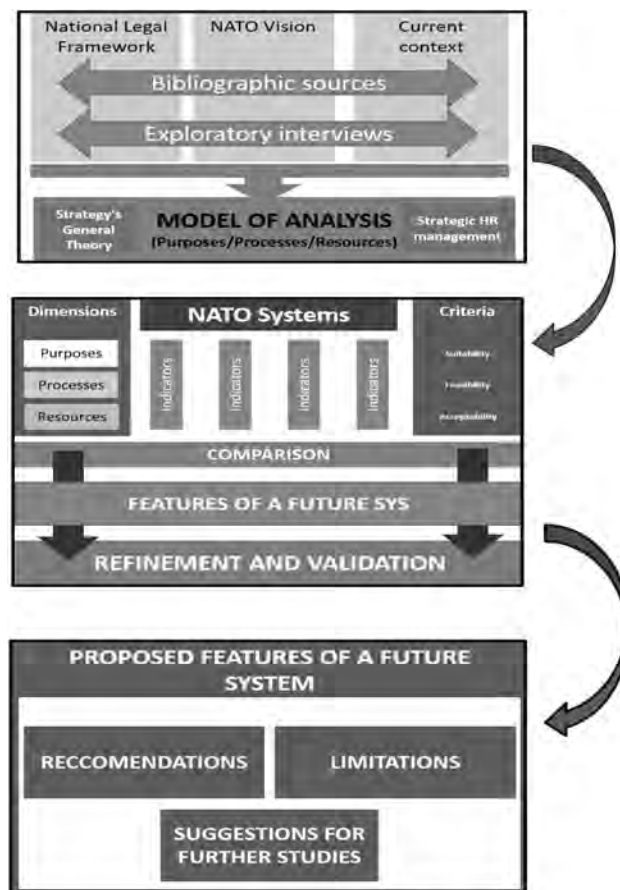 National Legal
Framework
NATO Vision
Current
context
Bibliographic sources
Exploratory interviews
Strategy's
General
Theory
MODEL OF ANALYSIS
(Purposes/Processes/Resources)
Strategic HR
management
Dimensions
Purposes
Processes
Resources
NATO Systems
Indicators
Indicators
Indicators
Indicators
Criteria
Suitability
Feasibility
Acceptability
COMPARISON
FEATURES OF A FUTURE SYS
REFINEMENT AND VALIDATION
PROPOSED FEATURES OF A FUTURE
SYSTEM
RECCOMENDATIONS
LIMITATIONS
SUGGESTIONS FOR
FURTHER STUDIES